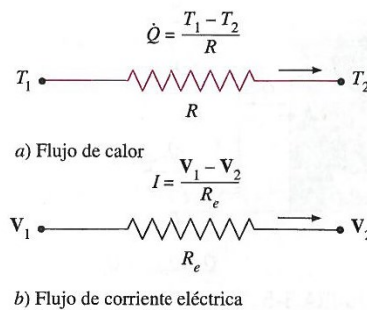 Q̇ = (T₁ − T₂) / R
T₁ T₂
R
a) Flujo de calor
I = (V₁ − V₂) / Rₑ
V₁ V₂
Rₑ
b) Flujo de corriente eléctrica